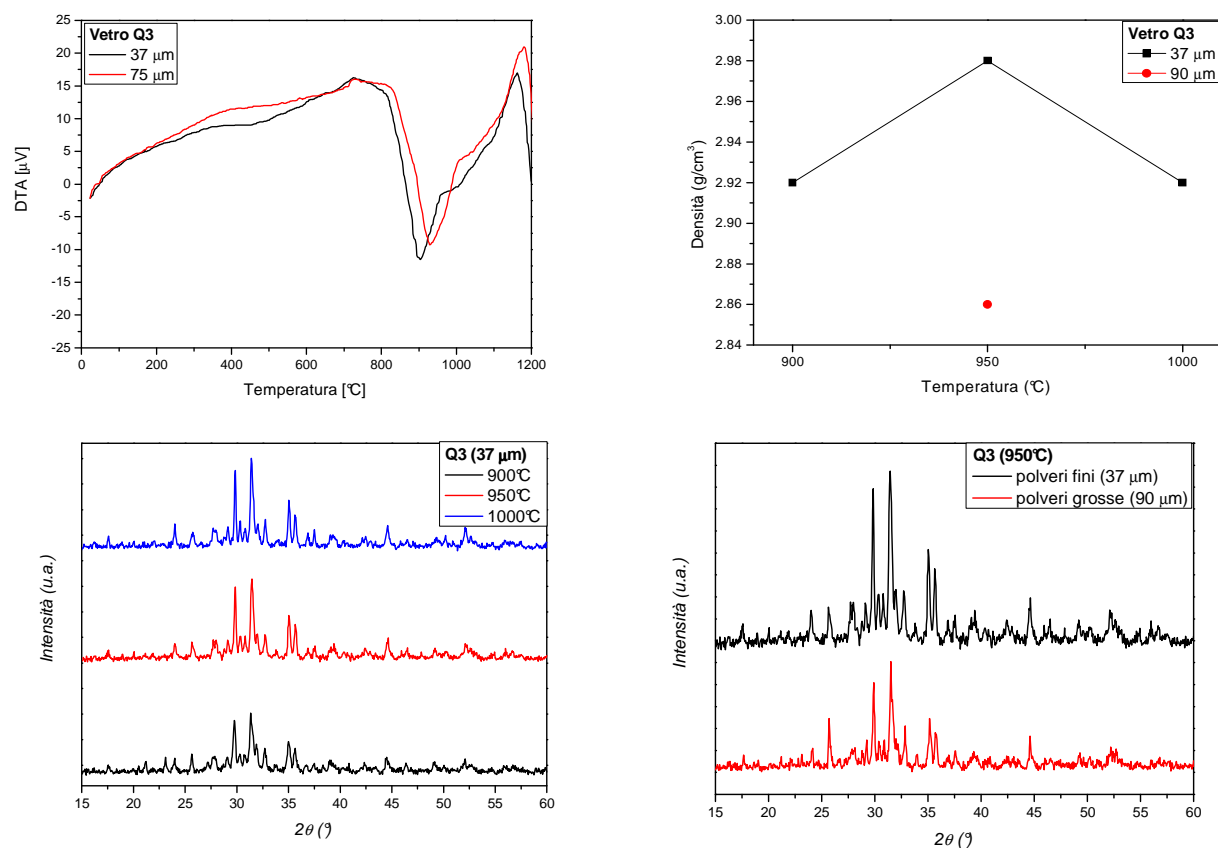 Vetro Q3
37 µm
75 µm
25
20
15
10
5
0
-5
-10
-15
-20
-25
DTA [µV]
0
200
400
600
800
1000
1200
Temperatura [°C]
Vetro Q3
37 µm
90 µm
3.00
2.98
2.96
2.94
2.92
2.90
2.88
2.86
2.84
Densità (g/cm³)
900
950
1000
Temperatura (°C)
Q3 (37 µm)
900°C
950°C
1000°C
Intensità (u.a.)
15
20
25
30
35
40
45
50
55
60
2θ (°)
Q3 (950°C)
polveri fini (37 µm)
polveri grosse (90 µm)
Intensità (u.a.)
15
20
25
30
35
40
45
50
55
60
2θ (°)